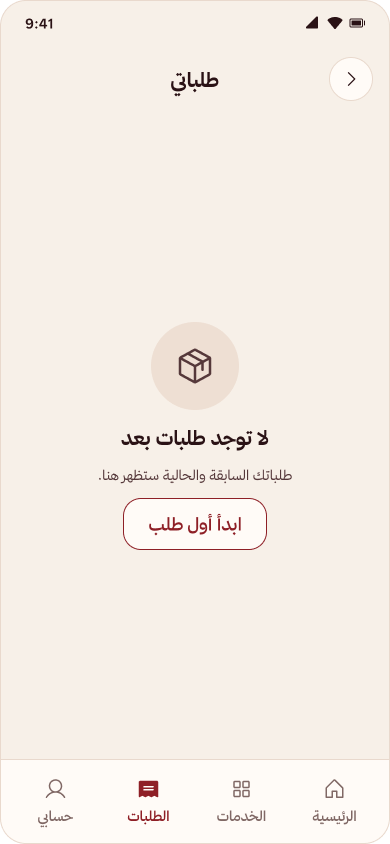 9:41
طلباتي
لا توجد طلبات بعد
طلباتك السابقة والحالية ستظهر هنا.
ابدأ أول طلب
الرئيسية
الخدمات
الطلبات
حسابي